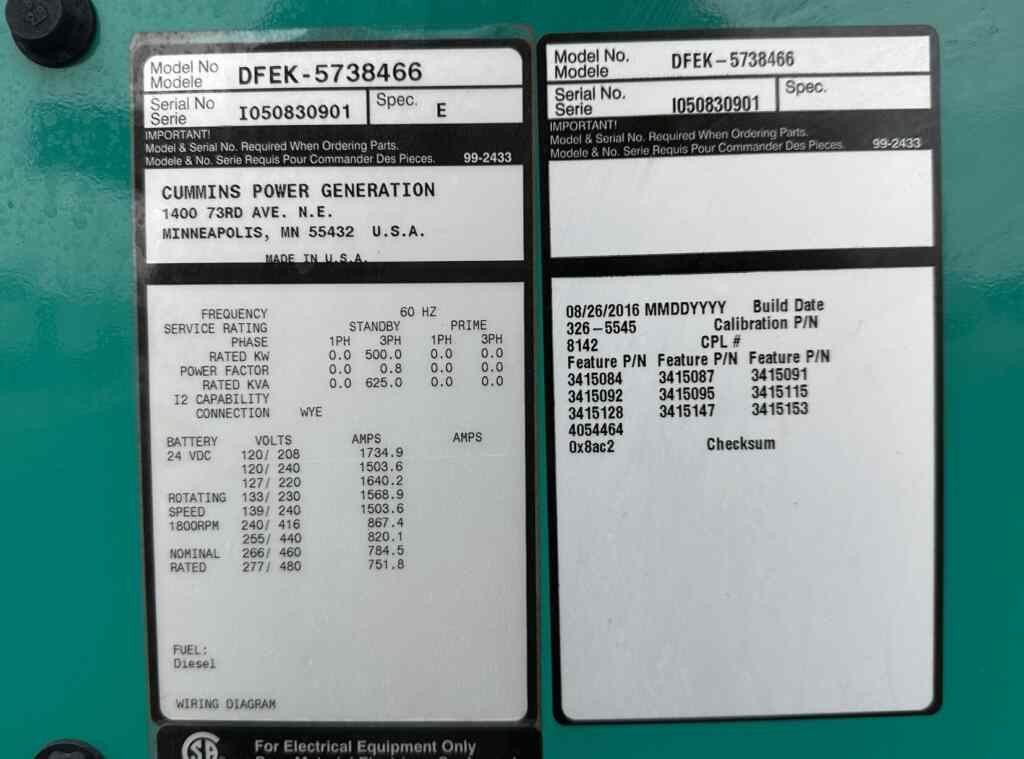 Model No DFEK-5738466
Modele
Serial No I050830901 Spec. E
Serie
IMPORTANT!
Model & Serial No. Required When Ordering Parts.
Modele & No. Serie Requis Pour Commander Des Pieces. 99-2433
CUMMINS POWER GENERATION
1400 73RD AVE. N.E.
MINNEAPOLIS, MN 55432 U.S.A.
MADE IN U.S.A.
FREQUENCY 60 HZ
SERVICE RATING STANDBY PRIME
PHASE 1PH 3PH 1PH 3PH
RATED KW 0.0 500.0 0.0 0.0
POWER FACTOR 0.0 0.8 0.0 0.0
RATED KVA 0.0 625.0 0.0 0.0
I2 CAPABILITY
CONNECTION WYE
BATTERY VOLTS AMPS AMPS
24 VDC 120/ 208 1734.9
120/ 240 1503.6
127/ 220 1640.2
ROTATING 133/ 230 1568.9
SPEED 139/ 240 1503.6
1800RPM 240/ 416 867.4
255/ 440 820.1
NOMINAL 266/ 460 784.5
RATED 277/ 480 751.8
FUEL:
Diesel
WIRING DIAGRAM
For Electrical Equipment Only
Model No. DFEK-5738466
Modele
Serial No. I050830901 Spec.
Serie
IMPORTANT!
Model & Serial No. Required When Ordering Parts.
Modele & No. Serie Requis Pour Commander Des Pieces. 99-2433
08/26/2016 MMDDYYYY Build Date
326-5545 Calibration P/N
8142 CPL #
Feature P/N Feature P/N Feature P/N
3415084 3415087 3415091
3415092 3415095 3415115
3415128 3415147 3415153
4054464
0x8ac2 Checksum